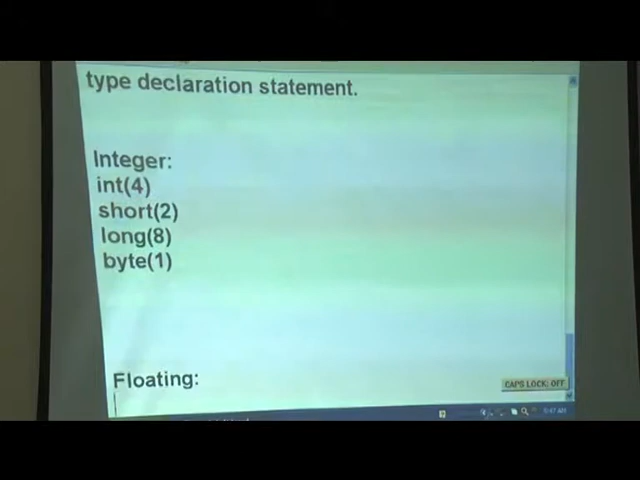 type declaration statement.
Integer:
int(4)
short(2)
long(8)
byte(1)
Floating:
CAPS LOCK: OFF